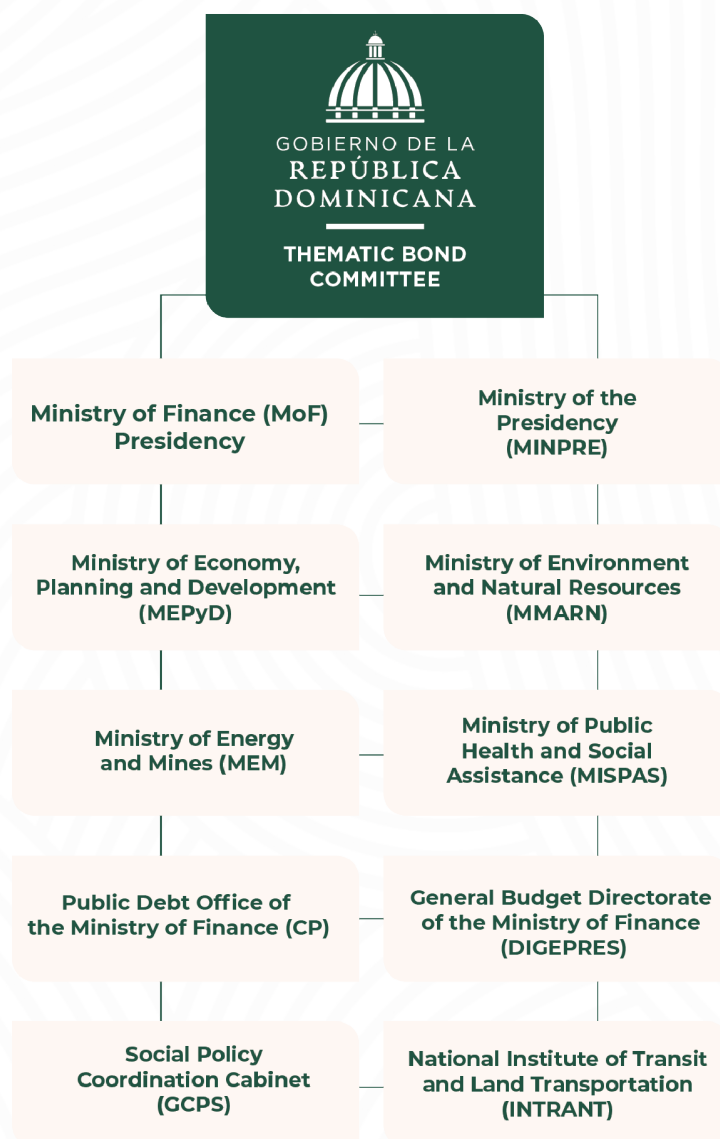 GOBIERNO DE LA
REPÚBLICA
DOMINICANA
THEMATIC BOND
COMMITTEE
Ministry of Finance (MoF)
Presidency
Ministry of the
Presidency
(MINPRE)
Ministry of Economy,
Planning and Development
(MEPyD)
Ministry of Environment
and Natural Resources
(MMARN)
Ministry of Energy
and Mines (MEM)
Ministry of Public
Health and Social
Assistance (MISPAS)
Public Debt Office of
the Ministry of Finance (CP)
General Budget Directorate
of the Ministry of Finance
(DIGEPRES)
Social Policy
Coordination Cabinet
(GCPS)
National Institute of Transit
and Land Transportation
(INTRANT)